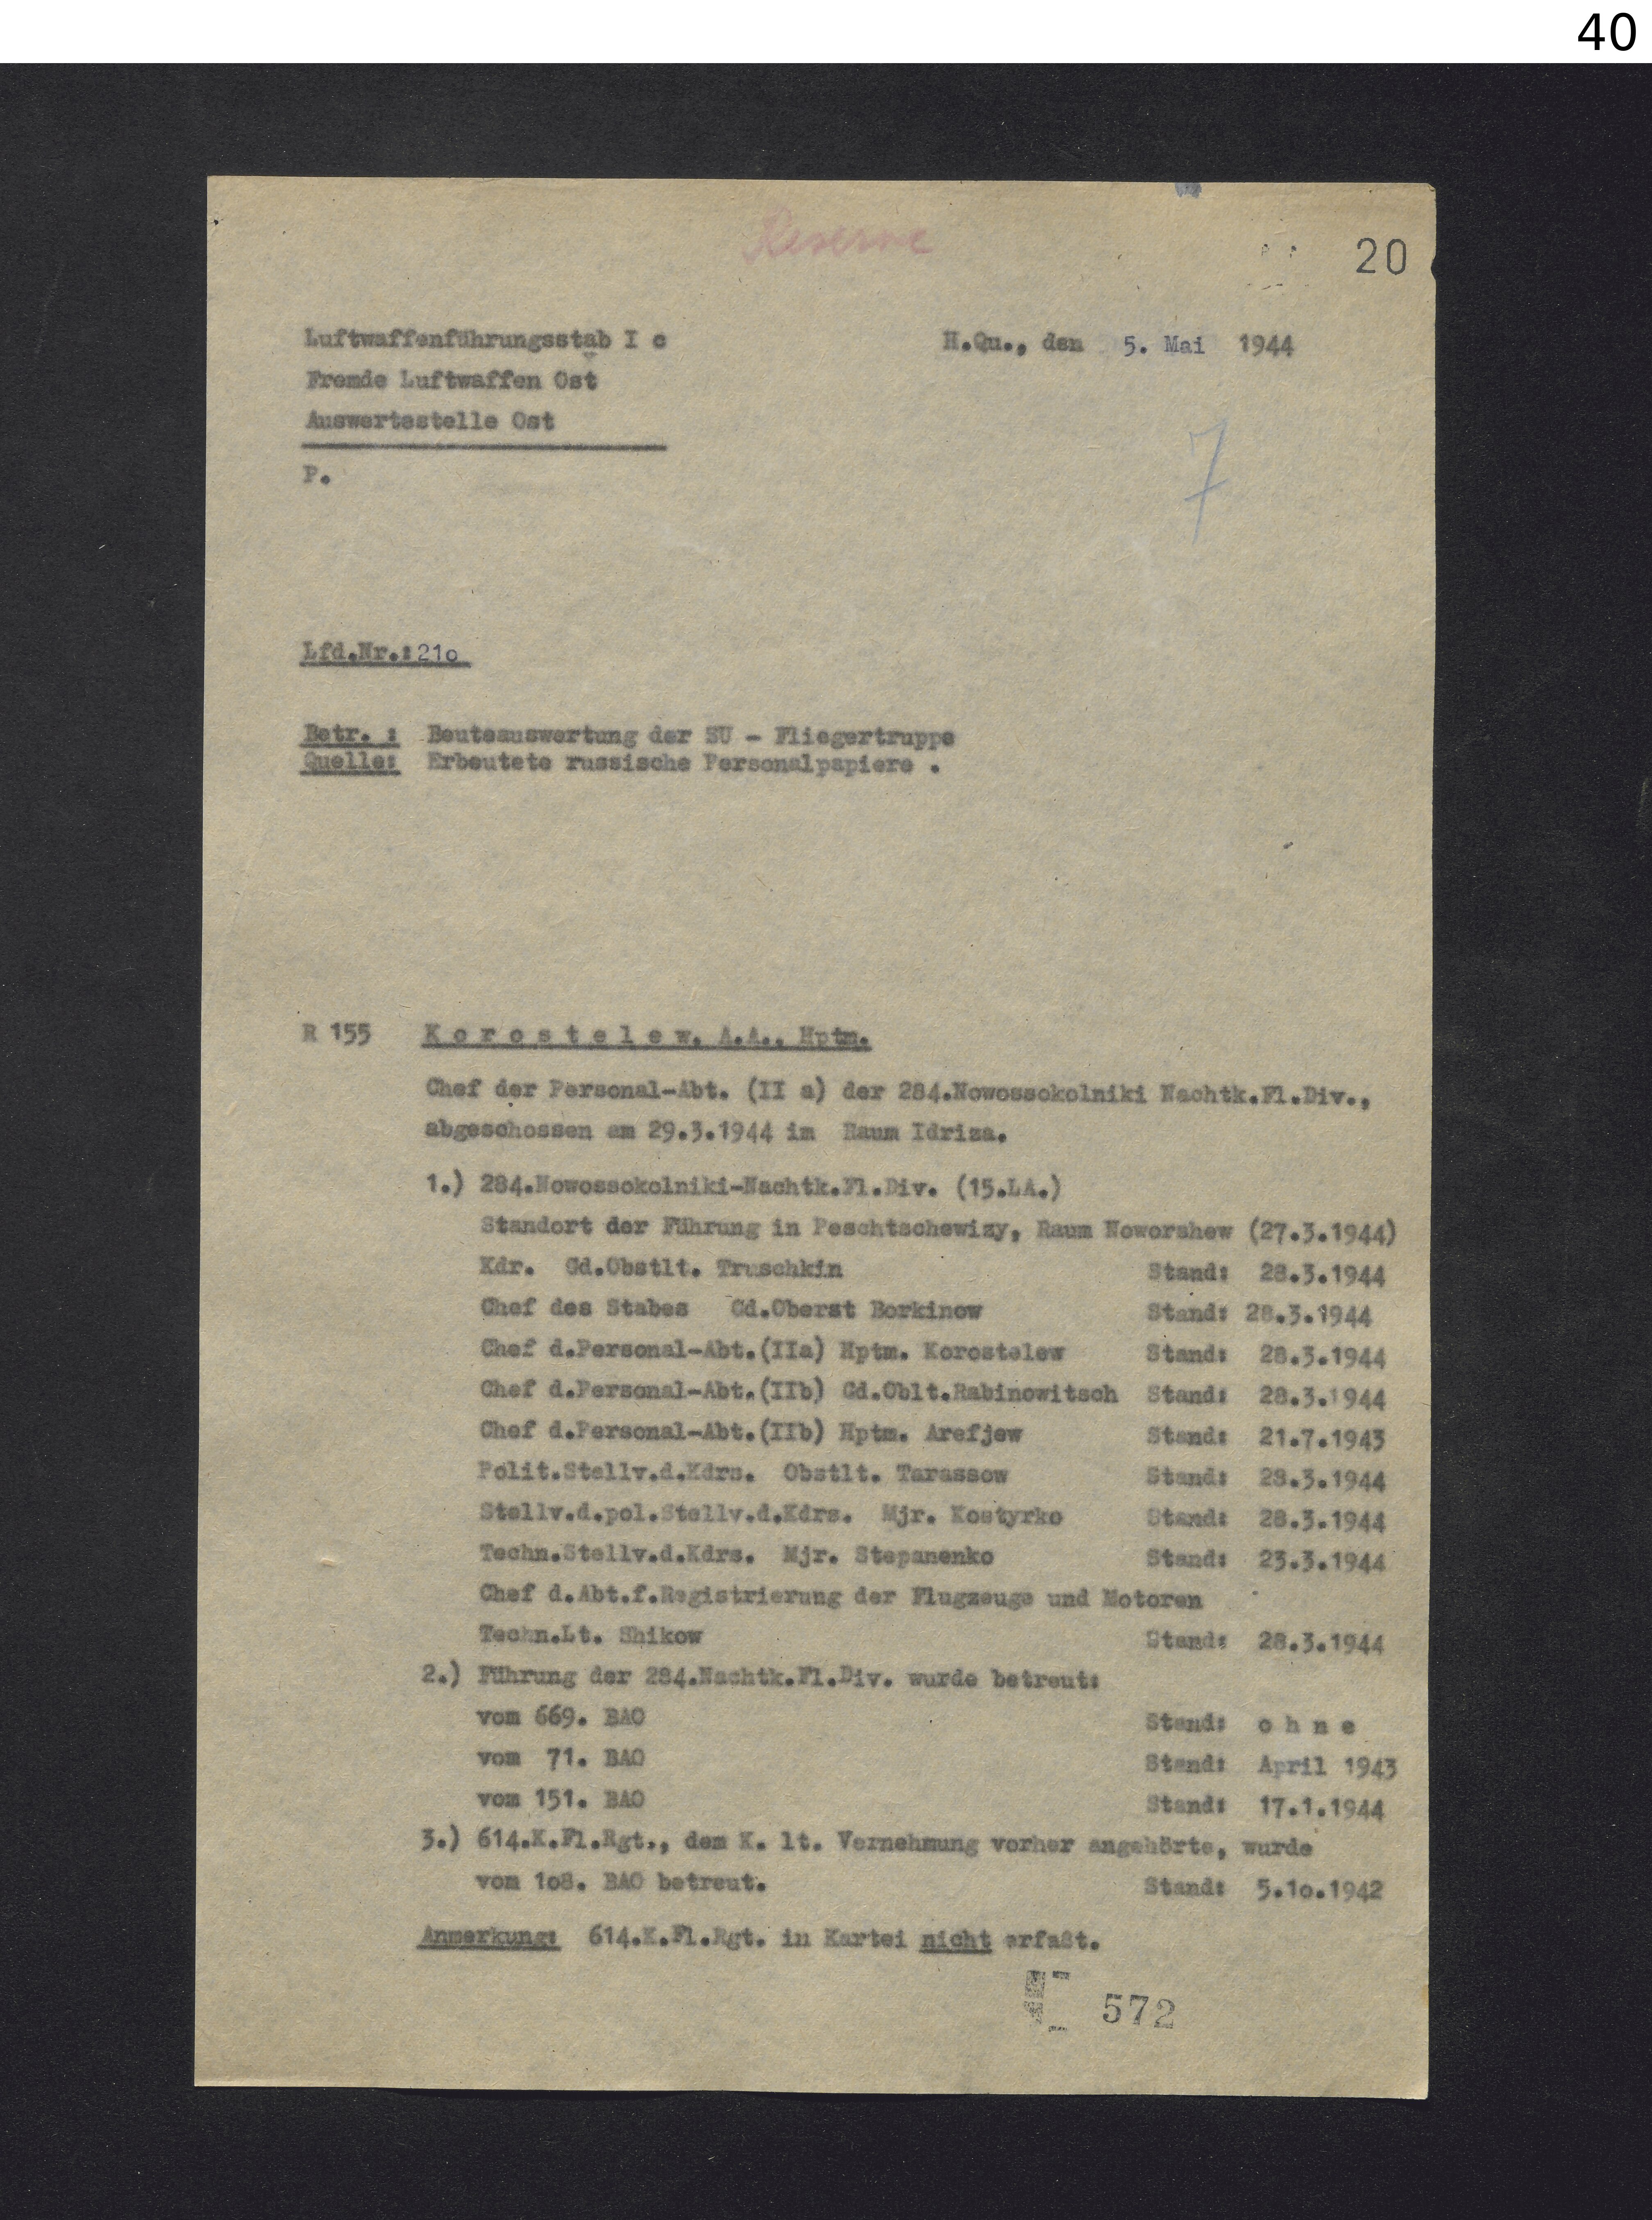 40
Reserve
20
Luftwaffenführungsstab I c H.Qu., den 5. Mai 1944
Fremde Luftwaffen Ost
Auswertestelle Ost
P.
7
Lfd.Nr.:21o
Betr. : Beuteauswertung der SU - Fliegertruppe
Quelle: Erbeutete russische Personalpapiere .
R 155 K o r o s t e l e w, A.A., Hptm.
Chef der Personal-Abt. (II a) der 284.Nowossokolniki Nachtk.Fl.Div.,
abgeschossen am 29.3.1944 im Raum Idriza.
1.) 284.Nowossokolniki-Nachtk.Fl.Div. (15.LA.)
Standort der Führung in Peschtschewizy, Raum Noworshew (27.3.1944)
Kdr. Gd.Obstlt. Truschkin Stand: 28.3.1944
Chef des Stabes Gd.Oberst Borkinow Stand: 28.3.1944
Chef d.Personal-Abt.(IIa) Hptm. Korostelew Stand: 28.3.1944
Chef d.Personal-Abt.(IIb) Gd.Oblt.Rabinowitsch Stand: 28.3.1944
Chef d.Personal-Abt.(IIb) Hptm. Arefjew Stand: 21.7.1943
Polit.Stellv.d.Kdrs. Obstlt. Tarassow Stand: 28.3.1944
Stellv.d.pol.Stellv.d.Kdrs. Mjr. Kostyrko Stand: 28.3.1944
Techn.Stellv.d.Kdrs. Mjr. Stepanenko Stand: 23.3.1944
Chef d.Abt.f.Registrierung der Flugzeuge und Motoren
Techn.Lt. Shikow Stand: 28.3.1944
2.) Führung der 284.Nachtk.Fl.Div. wurde betreut:
vom 669. BAO Stand: o h n e
vom 71. BAO Stand: April 1943
vom 151. BAO Stand: 17.1.1944
3.) 614.K.Fl.Rgt., dem K. lt. Vernehmung vorher angehörte, wurde
vom 1o8. BAO betreut. Stand: 5.1o.1942
Anmerkung: 614.K.Fl.Rgt. in Kartei nicht erfaßt.
572